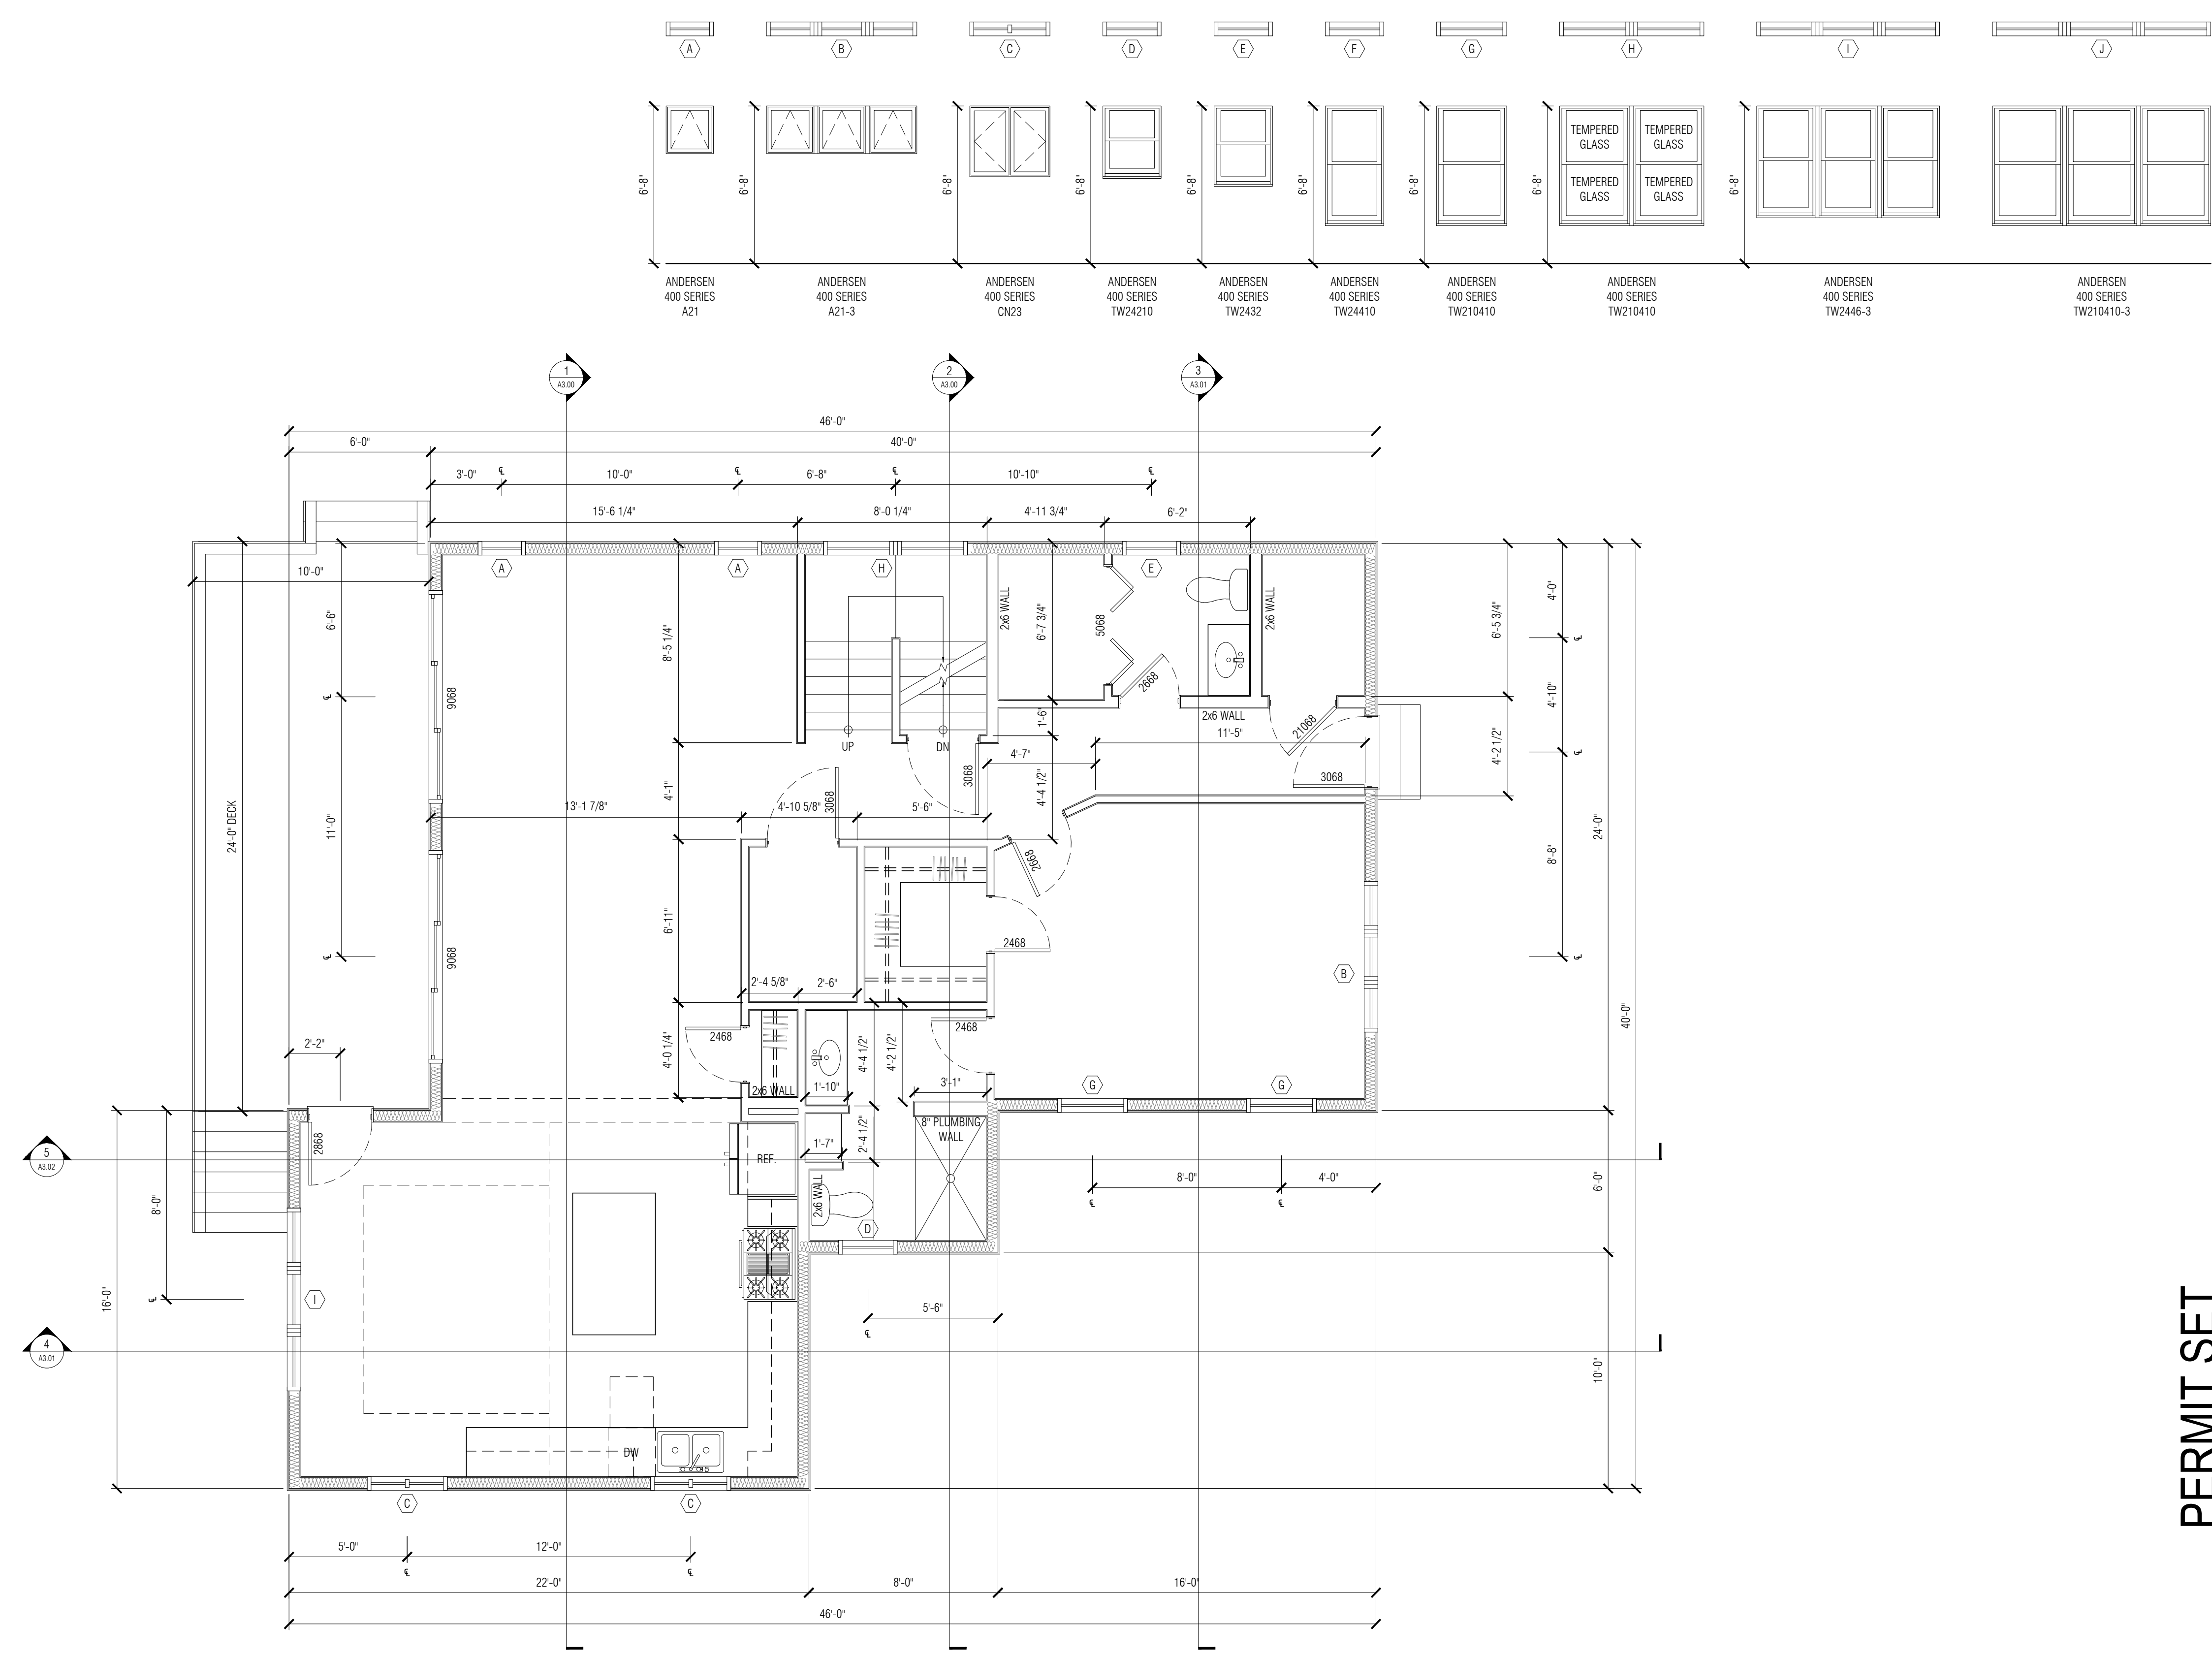 A B C D E F G H I J
TEMPERED GLASS TEMPERED GLASS
TEMPERED GLASS TEMPERED GLASS
6'-8" 6'-8" 6'-8" 6'-8" 6'-8" 6'-8" 6'-8" 6'-8" 6'-8"
ANDERSEN ANDERSEN ANDERSEN ANDERSEN ANDERSEN ANDERSEN ANDERSEN ANDERSEN ANDERSEN ANDERSEN
400 SERIES 400 SERIES 400 SERIES 400 SERIES 400 SERIES 400 SERIES 400 SERIES 400 SERIES 400 SERIES 400 SERIES
A21 A21-3 CN23 TW24210 TW2432 TW24410 TW210410 TW210410 TW2446-3 TW210410-3
1 2 3
A3.00 A3.00 A3.01
46'-0"
6'-0" 40'-0"
℄ ℄ ℄ ℄
3'-0" 10'-0" 6'-8" 10'-10"
15'-6 1/4" 8'-0 1/4" 4'-11 3/4" 6'-2"
10'-0"
A A H E
6'-6"
8'-5 1/4"
2x6 WALL
6'-7 3/4"
5068
2x6 WALL
6'-5 3/4"
4'-0"
℄
2668
9068
℄
4'-10"
1'-6"
2x6 WALL
21068
11'-5"
4'-2 1/2"
UP DN
4'-7"
℄
3068
3068
4'-1"
4'-4 1/2"
13'-1 7/8" 4'-10 5/8" 3068 5'-6"
24'-0" DECK
11'-0"
24'-0"
8'-8"
2668
6'-11"
2468
9068
℄
℄
B
2'-4 5/8" 2'-6"
40'-0"
2468 2468
2'-2"
4'-0 1/4"
4'-4 1/2"
4'-2 1/2"
2x6 WALL 1'-10" 3'-1"
G G
8" PLUMBING
WALL
2868
1'-7"
2'-4 1/2"
5
A3.02
REF.
8'-0" 4'-0"
℄ ℄
6'-0"
2x6 WALL
8'-0"
D
16'-0"
℄
I
5'-6"
℄
4
A3.01
10'-0"
DW
C C
5'-0" 12'-0"
℄ ℄
22'-0" 8'-0" 16'-0"
46'-0"
PERMIT SET